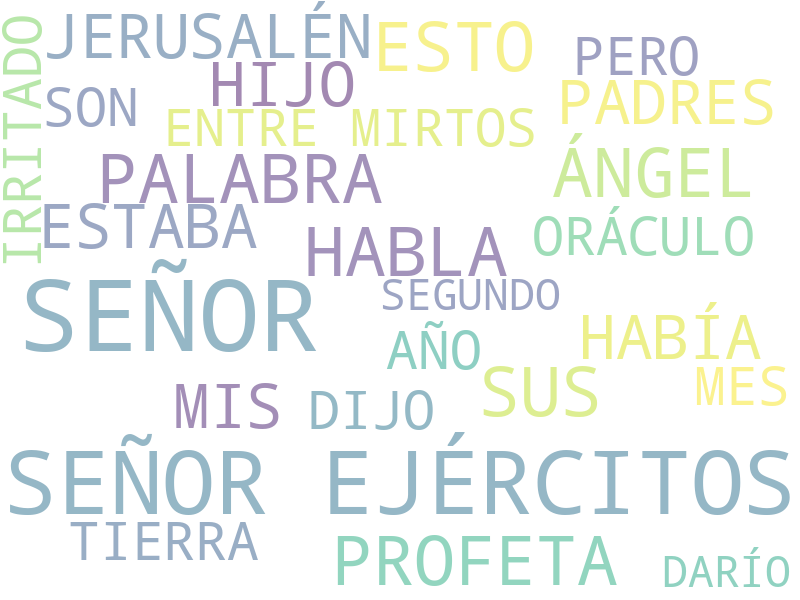 IRRITADO
JERUSALÉN
ESTO
PERO
HIJO
SON
PADRES
ENTRE MIRTOS
PALABRA
ÁNGEL
ESTABA
ORÁCULO
HABLA
SEÑOR
SEGUNDO
HABÍA
AÑO
SUS
MES
MIS
DIJO
SEÑOR EJÉRCITOS
TIERRA
PROFETA
DARÍO